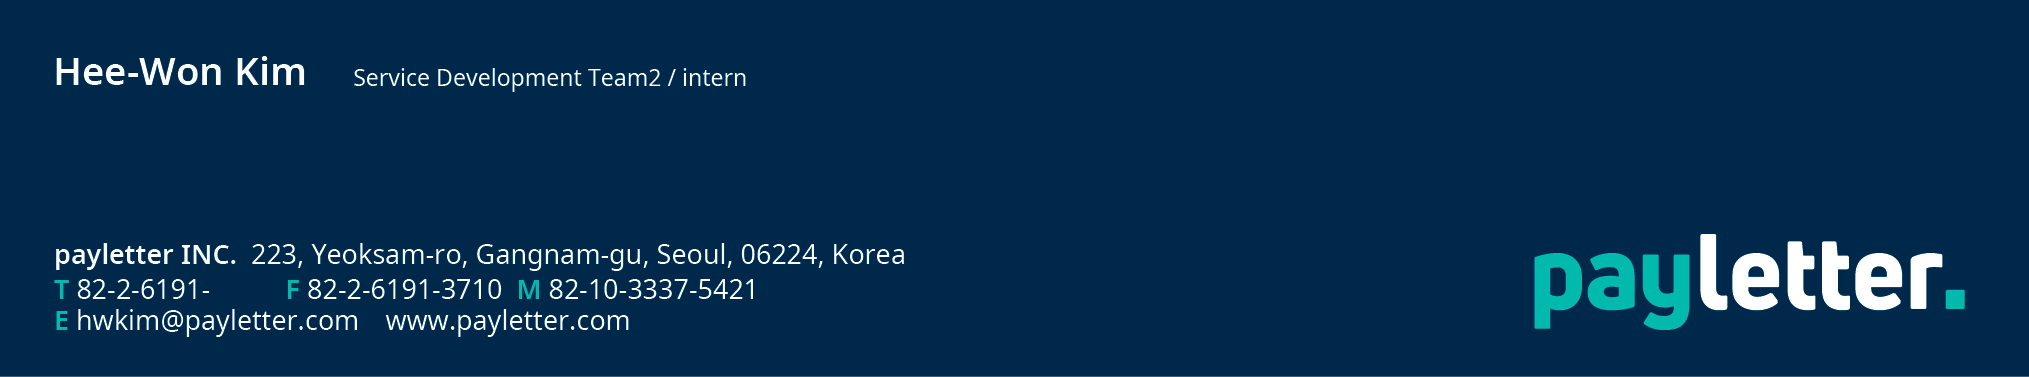 Hee-Won Kim Service Development Team2 / intern
payletter INC. 223, Yeoksam-ro, Gangnam-gu, Seoul, 06224, Korea
T 82-2-6191- F 82-2-6191-3710 M 82-10-3337-5421
E hwkim@payletter.com www.payletter.com
payletter.